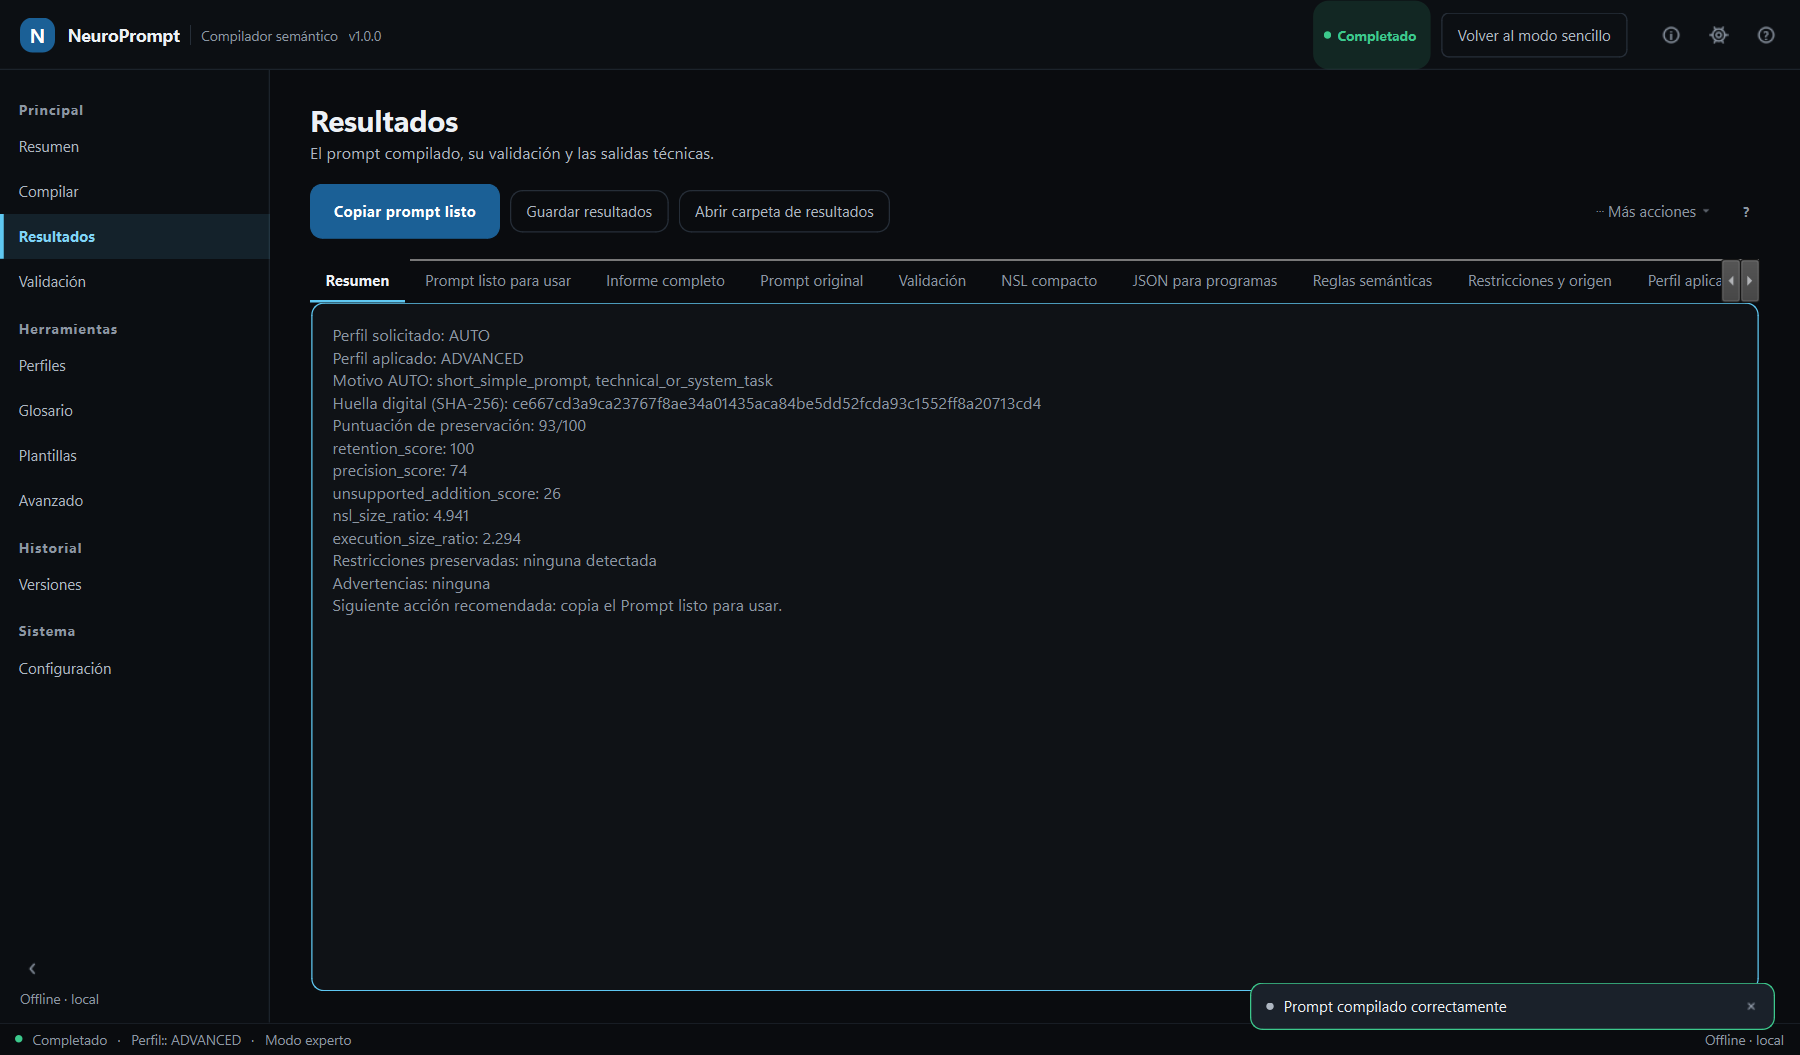 N NeuroPrompt Compilador semántico v1.0.0
Completado
Volver al modo sencillo
Principal
Resumen
Compilar
Resultados
Validación
Herramientas
Perfiles
Glosario
Plantillas
Avanzado
Historial
Versiones
Sistema
Configuración
Offline · local
Resultados
El prompt compilado, su validación y las salidas técnicas.
Copiar prompt listo
Guardar resultados
Abrir carpeta de resultados
··· Más acciones
?
Resumen Prompt listo para usar Informe completo Prompt original Validación NSL compacto JSON para programas Reglas semánticas Restricciones y origen Perfil aplica
Perfil solicitado: AUTO
Perfil aplicado: ADVANCED
Motivo AUTO: short_simple_prompt, technical_or_system_task
Huella digital (SHA-256): ce667cd3a9ca23767f8ae34a01435aca84be5dd52fcda93c1552ff8a20713cd4
Puntuación de preservación: 93/100
retention_score: 100
precision_score: 74
unsupported_addition_score: 26
nsl_size_ratio: 4.941
execution_size_ratio: 2.294
Restricciones preservadas: ninguna detectada
Advertencias: ninguna
Siguiente acción recomendada: copia el Prompt listo para usar.
Prompt compilado correctamente
Completado · Perfil:: ADVANCED · Modo experto
Offline · local